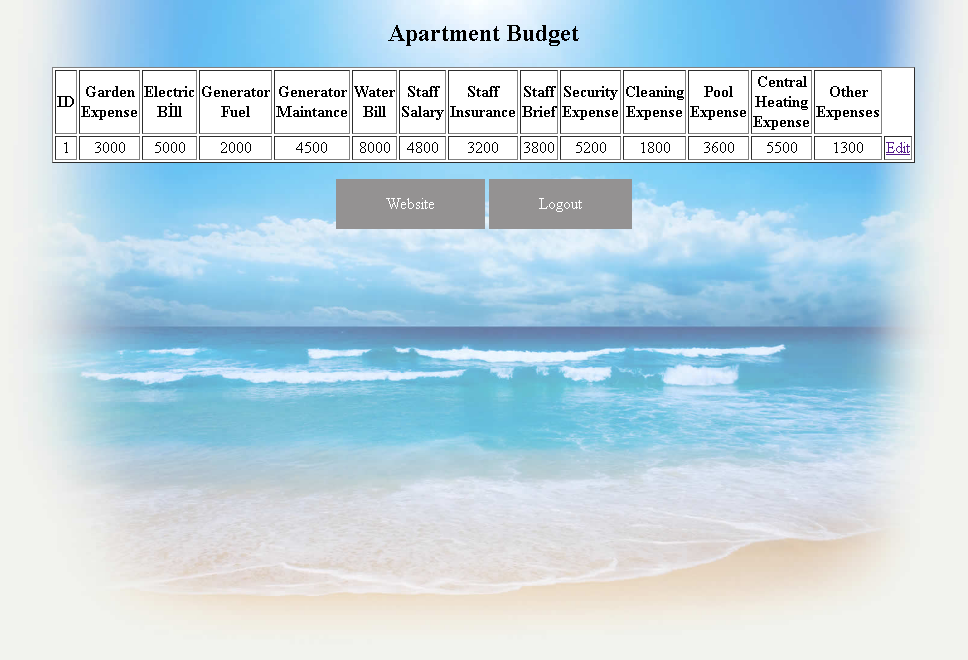 Apartment Budget
ID Garden Expense Electric Bİll Generator Fuel Generator Maintance Water Bill Staff Salary Staff Insurance Staff Brief Security Expense Cleaning Expense Pool Expense Central Heating Expense Other Expenses
1 3000 5000 2000 4500 8000 4800 3200 3800 5200 1800 3600 5500 1300 Edit
Website Logout